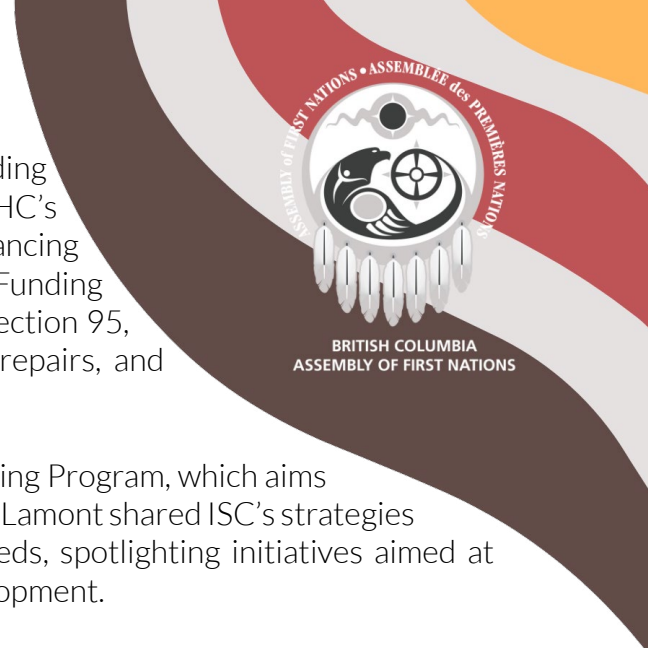 ASSEMBLY of FIRST NATIONS • ASSEMBLÉE des PREMIÈRES NATIONS
BRITISH COLUMBIA
ASSEMBLY OF FIRST NATIONS
ding
HC’s
ancing
Funding
ection 95,
repairs, and
ing Program, which aims
Lamont shared ISC’s strategies
eds, spotlighting initiatives aimed at
opment.